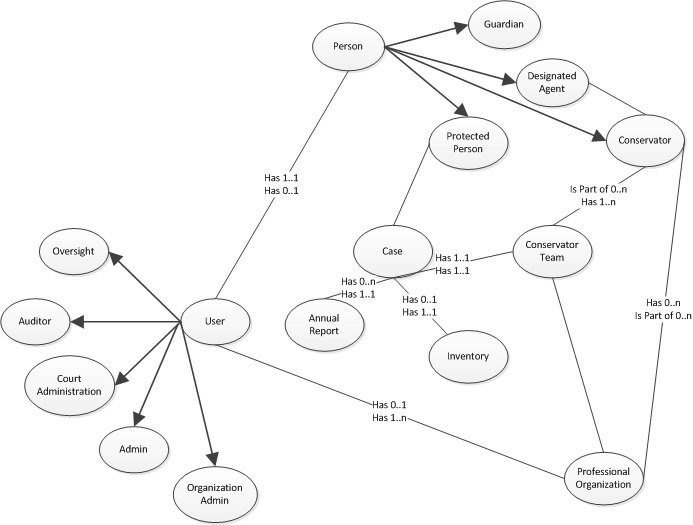 Guardian
Person
Designated
Agent
Protected
Person
Conservator
Has 1..1
Has 0..1
Is Part of 0..n
Has 1..n
Oversight
Case
Has 1..1
Has 1..1
Conservator
Team
Has 0..n
Has 1..1
Has 0..1
Has 1..1
Has 0..n
Is Part of 0..n
Auditor
User
Annual
Report
Inventory
Court
Administration
Has 0..1
Has 1..n
Admin
Organization
Admin
Professional
Organization